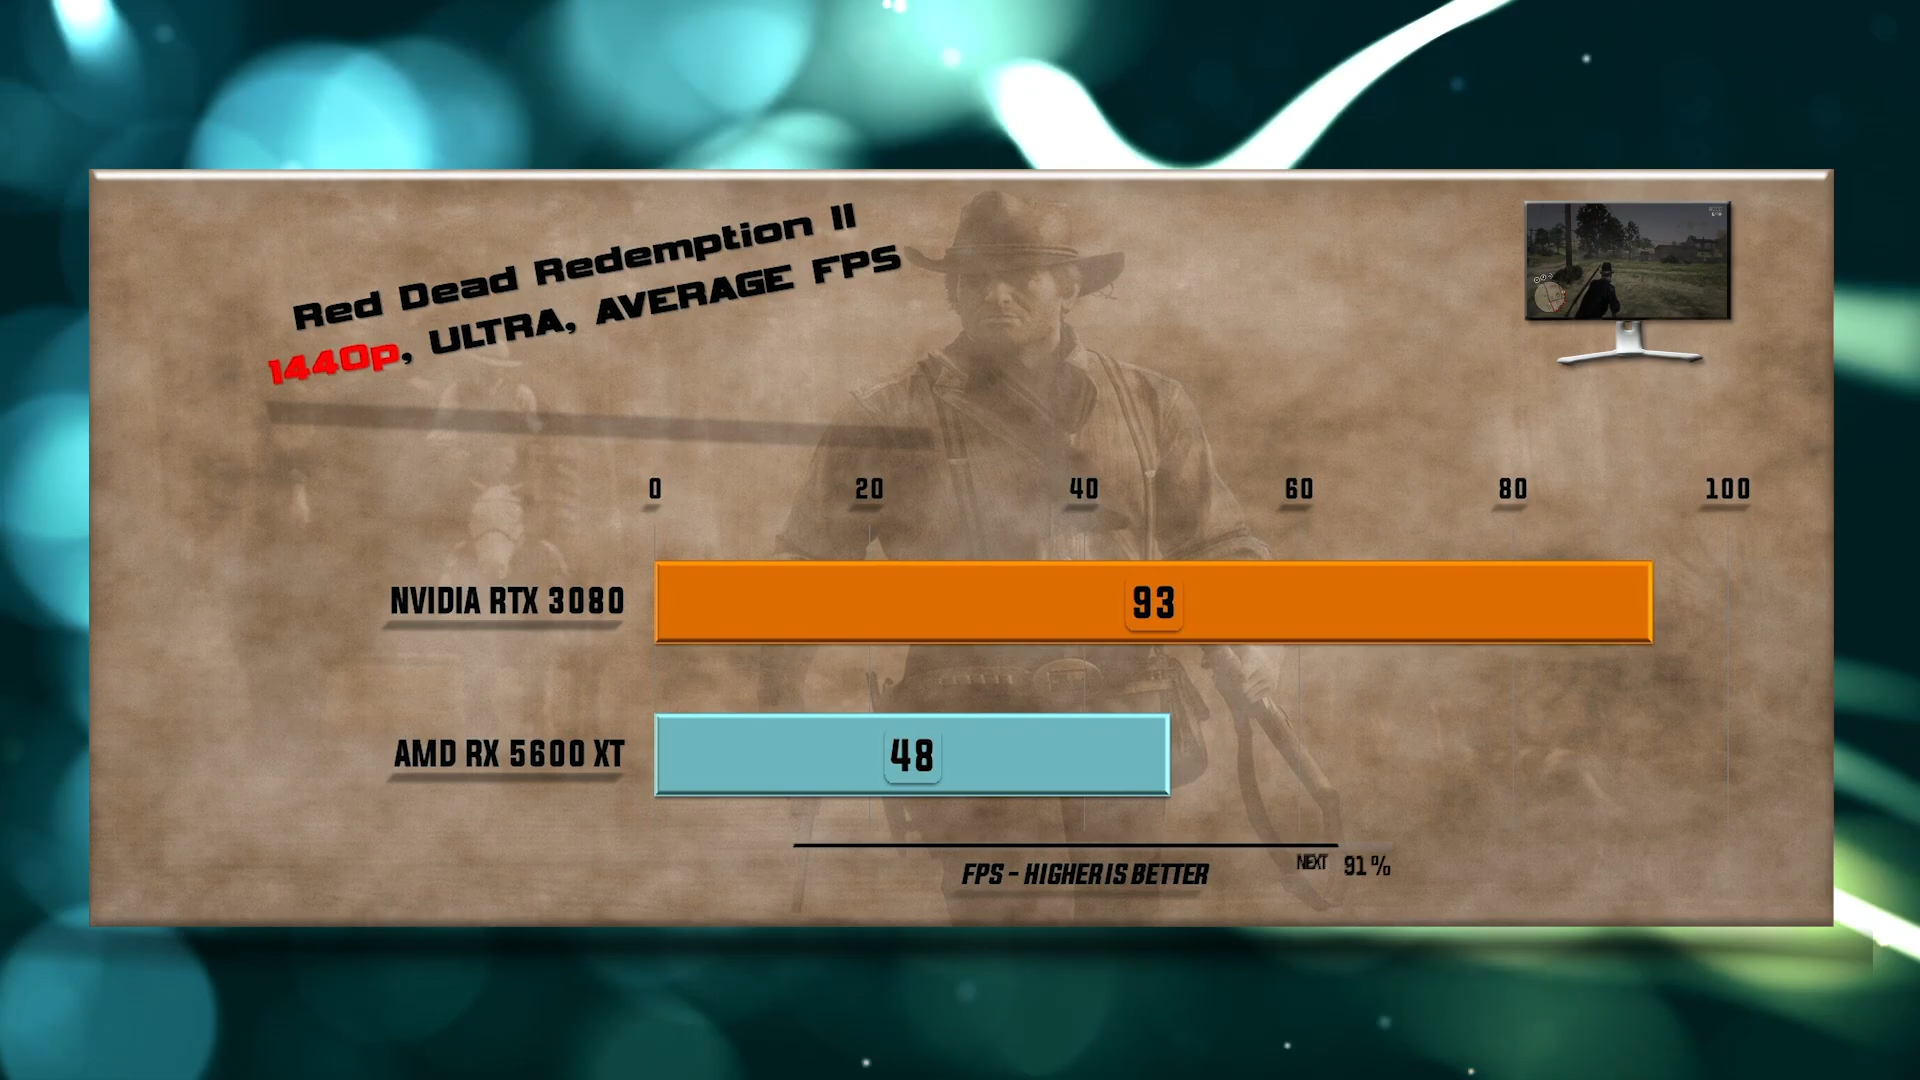 Red Dead Redemption II
1440p, ULTRA, AVERAGE FPS
0 20 40 60 80 100
NVIDIA RTX 3080 93
AMD RX 5600 XT 48
FPS - HIGHER IS BETTER
NEXT 91%